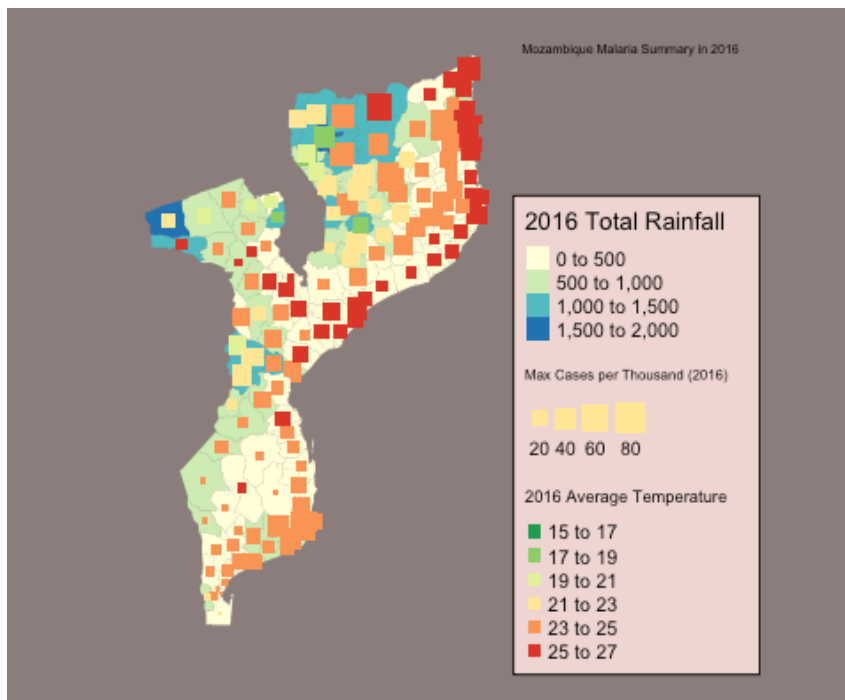 Mozambique Malaria Summary in 2016
2016 Total Rainfall
0 to 500
500 to 1,000
1,000 to 1,500
1,500 to 2,000
Max Cases per Thousand (2016)
20 40 60 80
2016 Average Temperature
15 to 17
17 to 19
19 to 21
21 to 23
23 to 25
25 to 27